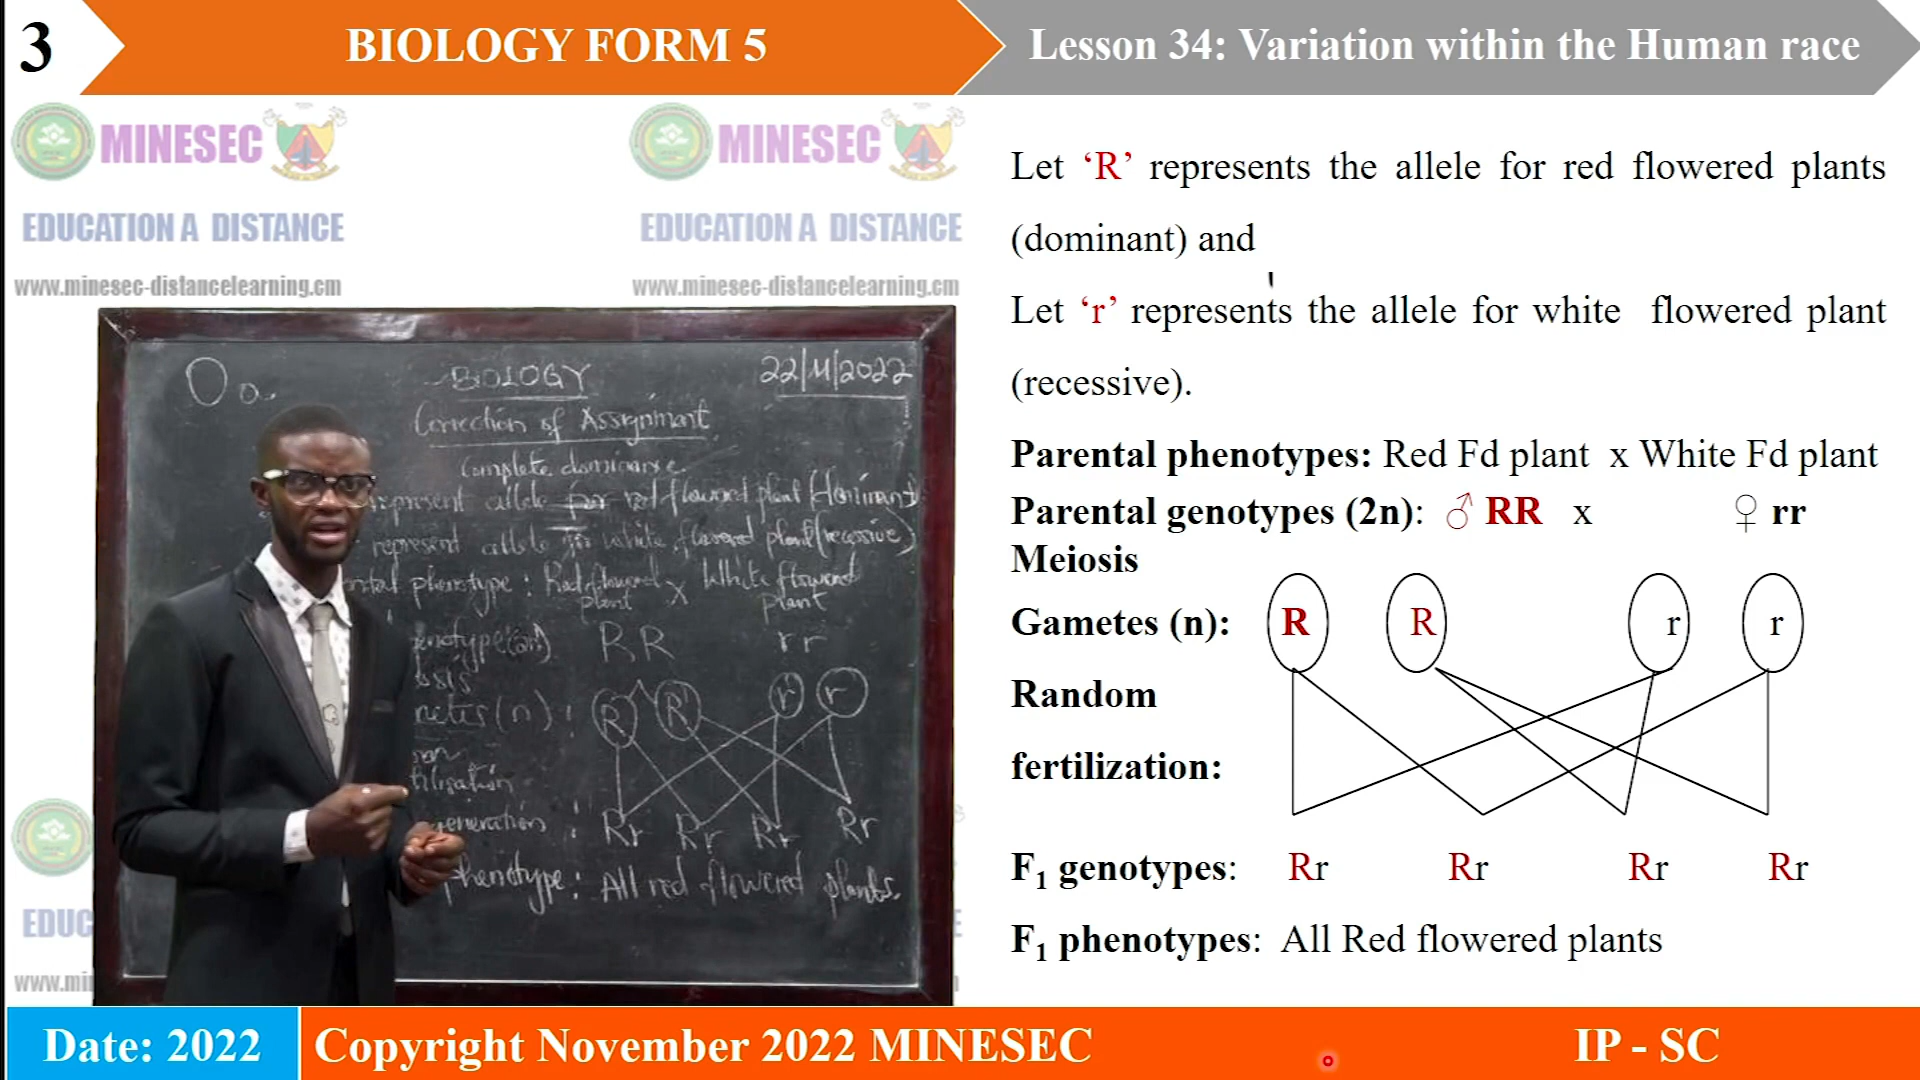 3
BIOLOGY FORM 5
Lesson 34: Variation within the Human race
MINESEC
EDUCATION A DISTANCE
www.minesec-distancelearning.cm
MINESEC
EDUCATION A DISTANCE
www.minesec-distancelearning.cm
BIOLOGY
22/11/2022
Correction of Assignment
Complete dominance
represent allele for red flowered plant (dominant)
represent allele for white flowered plant (recessive)
phenotype: Red flowered plant x White flowered plant
RR rr
(n): R R r r
generation: Rr Rr Rr Rr
phenotype: All red flowered plants.
EDUC
www.mi
Let ‘R’ represents the allele for red flowered plants
(dominant) and
Let ‘r’ represents the allele for white flowered plant
(recessive).
Parental phenotypes: Red Fd plant x White Fd plant
Parental genotypes (2n): ♂ RR x ♀ rr
Meiosis
Gametes (n): R R r r
Random
fertilization:
F₁ genotypes: Rr Rr Rr Rr
F₁ phenotypes: All Red flowered plants
Date: 2022
Copyright November 2022 MINESEC
IP - SC